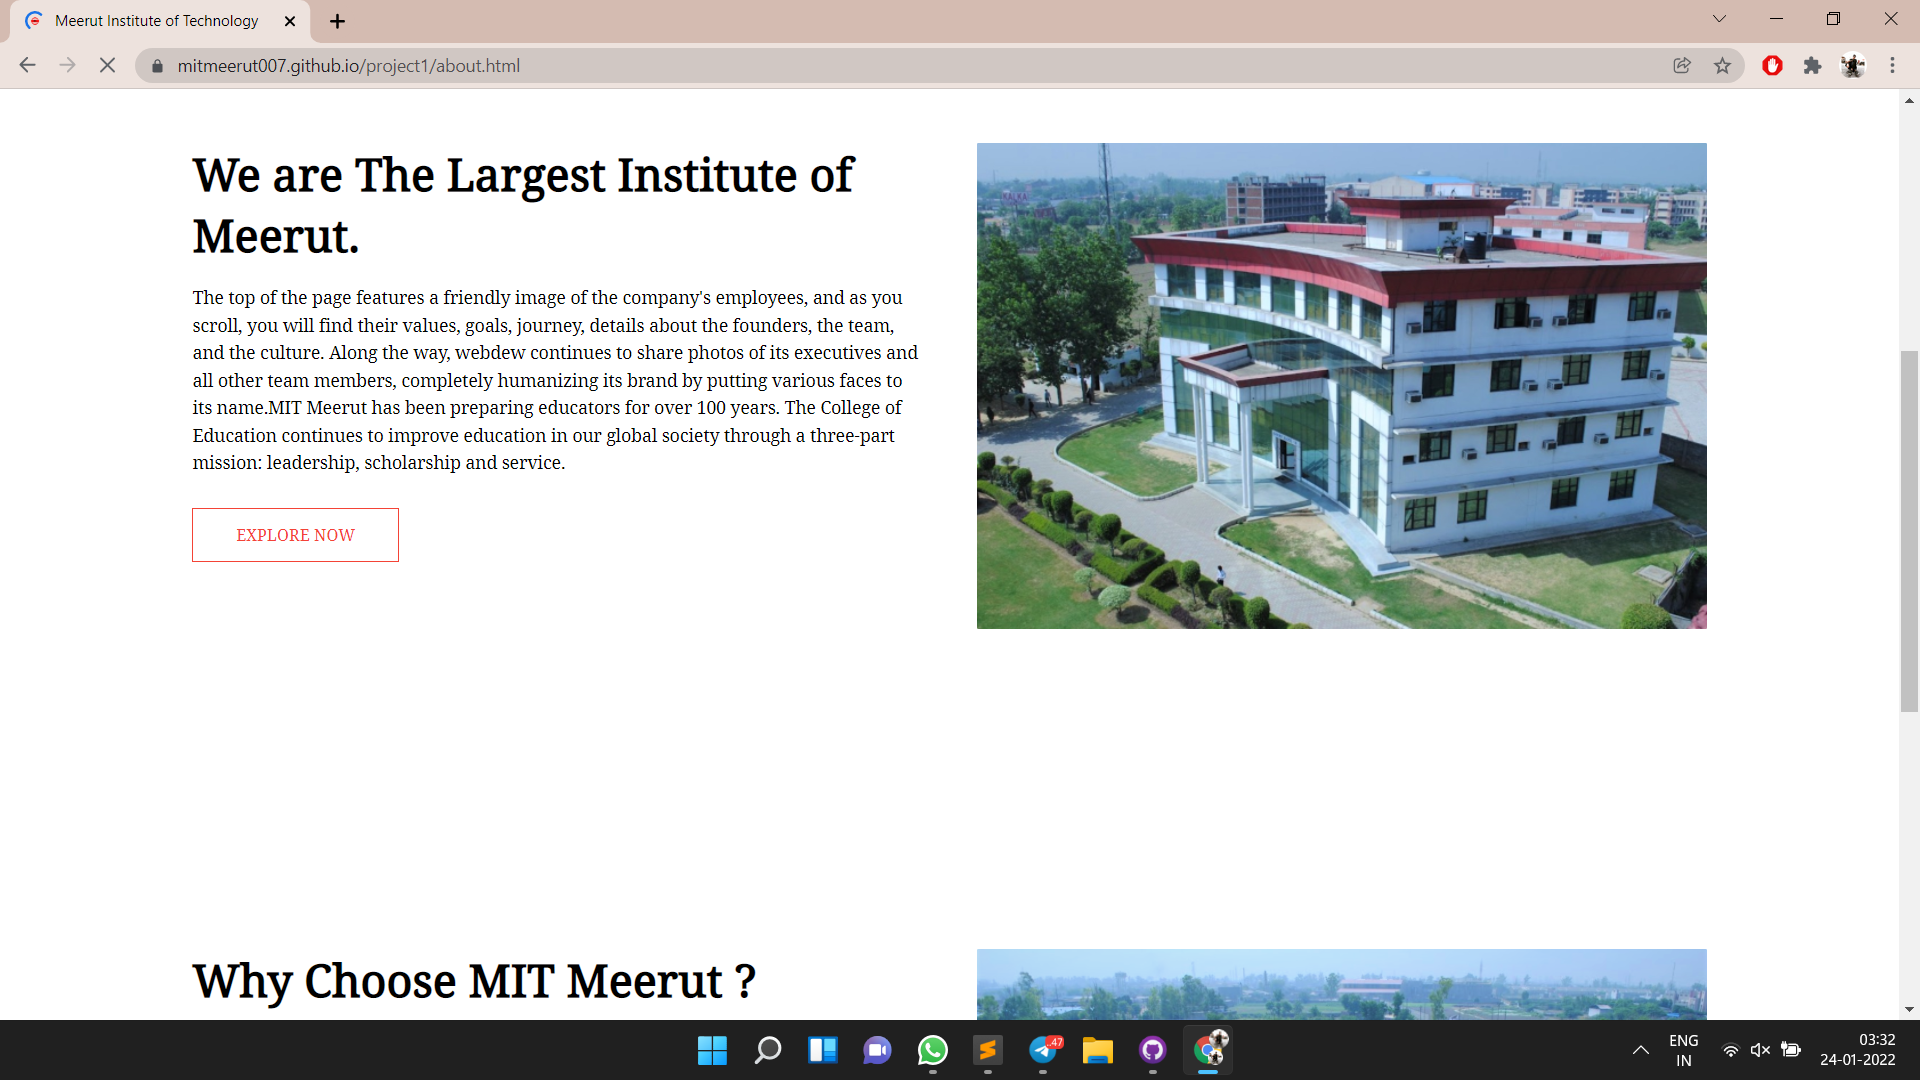 Meerut Institute of Technology
mitmeerut007.github.io/project1/about.html
We are The Largest Institute of
Meerut.
The top of the page features a friendly image of the company's employees, and as you
scroll, you will find their values, goals, journey, details about the founders, the team,
and the culture. Along the way, webdew continues to share photos of its executives and
all other team members, completely humanizing its brand by putting various faces to
its name.MIT Meerut has been preparing educators for over 100 years. The College of
Education continues to improve education in our global society through a three-part
mission: leadership, scholarship and service.
EXPLORE NOW
Why Choose MIT Meerut ?
.47
ENG
IN
03:32
24-01-2022